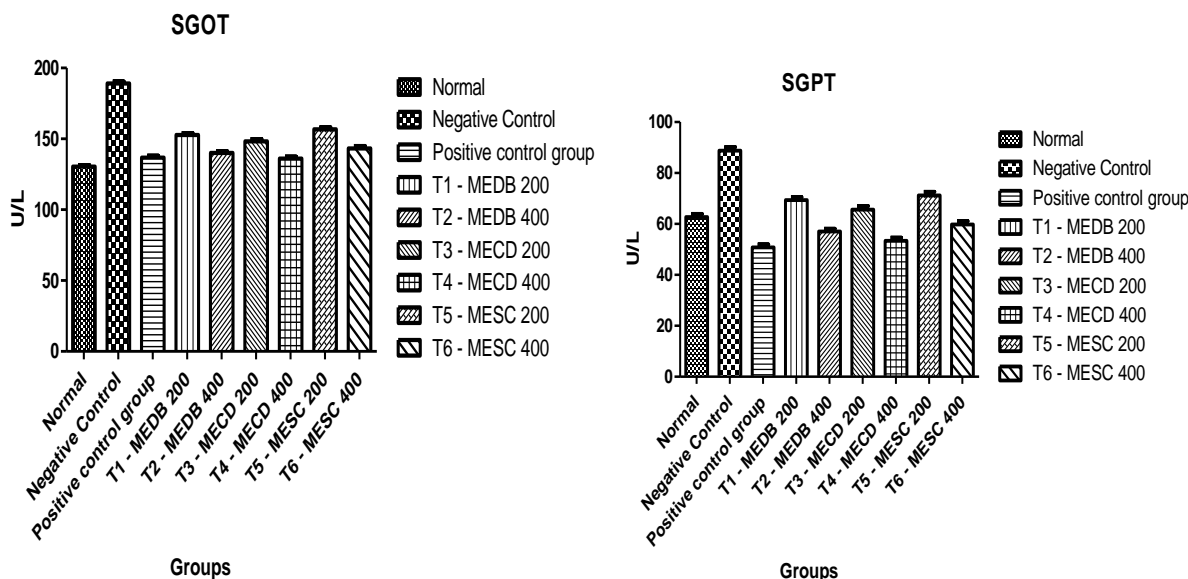 SGOT
U/L
200
150
100
50
0
Normal
Negative Control
Positive control group
T1 - MEDB 200
T2 - MEDB 400
T3 - MECD 200
T4 - MECD 400
T5 - MESC 200
T6 - MESC 400
Groups
Normal
Negative Control
Positive control group
T1 - MEDB 200
T2 - MEDB 400
T3 - MECD 200
T4 - MECD 400
T5 - MESC 200
T6 - MESC 400
SGPT
U/L
100
80
60
40
20
0
Normal
Negative Control
Positive control group
T1 - MEDB 200
T2 - MEDB 400
T3 - MECD 200
T4 - MECD 400
T5 - MESC 200
T6 - MESC 400
Groups
Normal
Negative Control
Positive control group
T1 - MEDB 200
T2 - MEDB 400
T3 - MECD 200
T4 - MECD 400
T5 - MESC 200
T6 - MESC 400